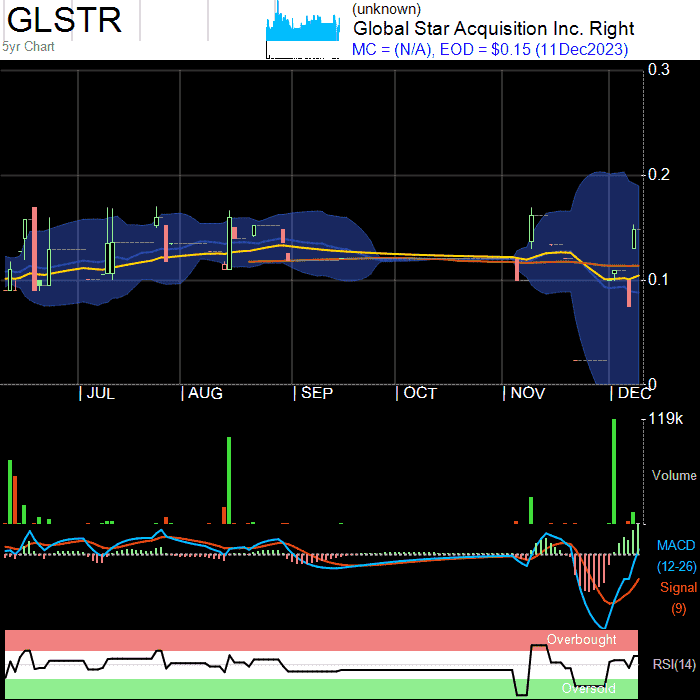 GLSTR
5yr Chart
(unknown)
Global Star Acquisition Inc. Right
MC = (N/A), EOD = $0.15 (11Dec2023)
0.3
0.2
0.1
0
JUL
AUG
SEP
OCT
NOV
DEC
119k
Volume
MACD
(12-26)
Signal
(9)
Overbought
RSI(14)
Oversold